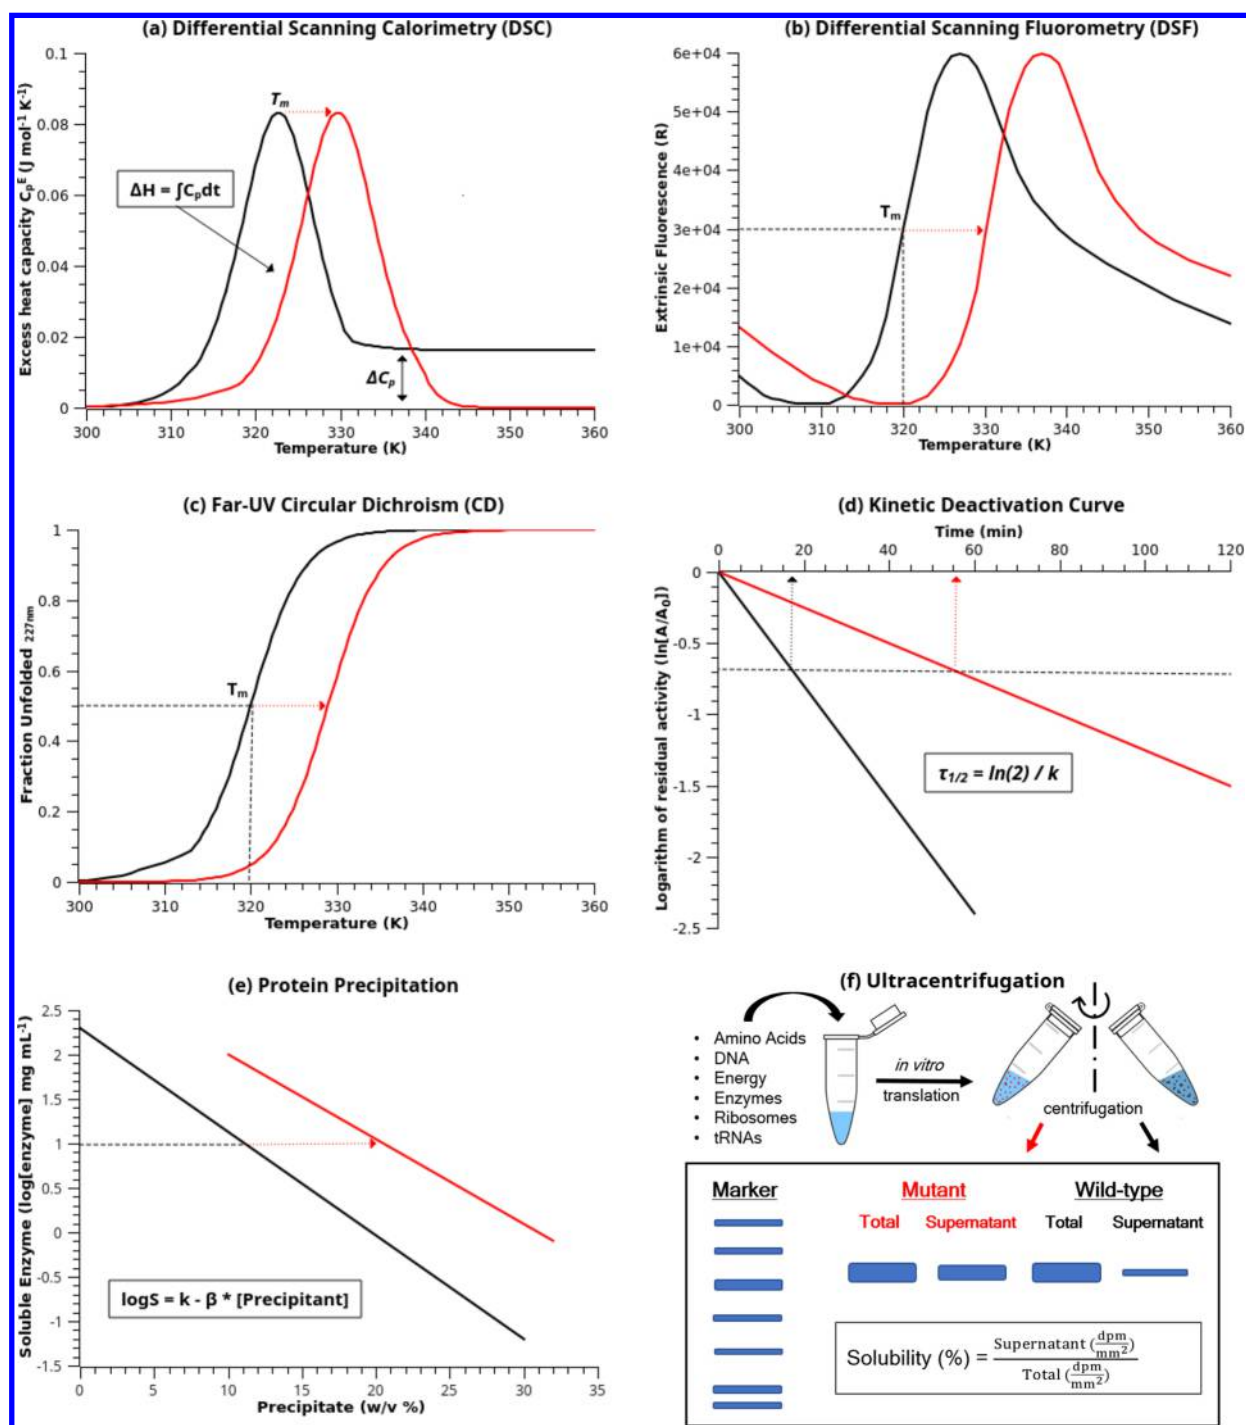 (a) Differential Scanning Calorimetry (DSC)
Excess heat capacity CpE (J mol-1 K-1)
0.1
0.08
0.06
0.04
0.02
0
Tm
ΔH = ∫Cpdt
ΔCp
300 310 320 330 340 350 360
Temperature (K)
(b) Differential Scanning Fluorometry (DSF)
Extrinsic Fluorescence (R)
6e+04
5e+04
4e+04
3e+04
2e+04
1e+04
0
Tm
300 310 320 330 340 350 360
Temperature (K)
(c) Far-UV Circular Dichroism (CD)
Fraction Unfolded 227nm
1
0.8
0.6
0.4
0.2
0
Tm
300 310 320 330 340 350 360
Temperature (K)
(d) Kinetic Deactivation Curve
Time (min)
0 20 40 60 80 100 120
Logarithm of residual activity (ln[A/A0])
0
-0.5
-1
-1.5
-2
-2.5
τ1/2 = ln(2) / k
(e) Protein Precipitation
Soluble Enzyme (log[enzyme] mg mL-1)
2.5
2
1.5
1
0
-0.5
-1
-1.5
logS = k - β * [Precipitant]
0 5 10 15 20 25 30 35
Precipitate (w/v %)
(f) Ultracentrifugation
• Amino Acids
• DNA
• Energy
• Enzymes
• Ribosomes
• tRNAs
in vitro
translation
centrifugation
Marker Mutant Wild-type
Total Supernatant Total Supernatant
Solubility (%) = Supernatant (dpm/mm2) / Total (dpm/mm2)